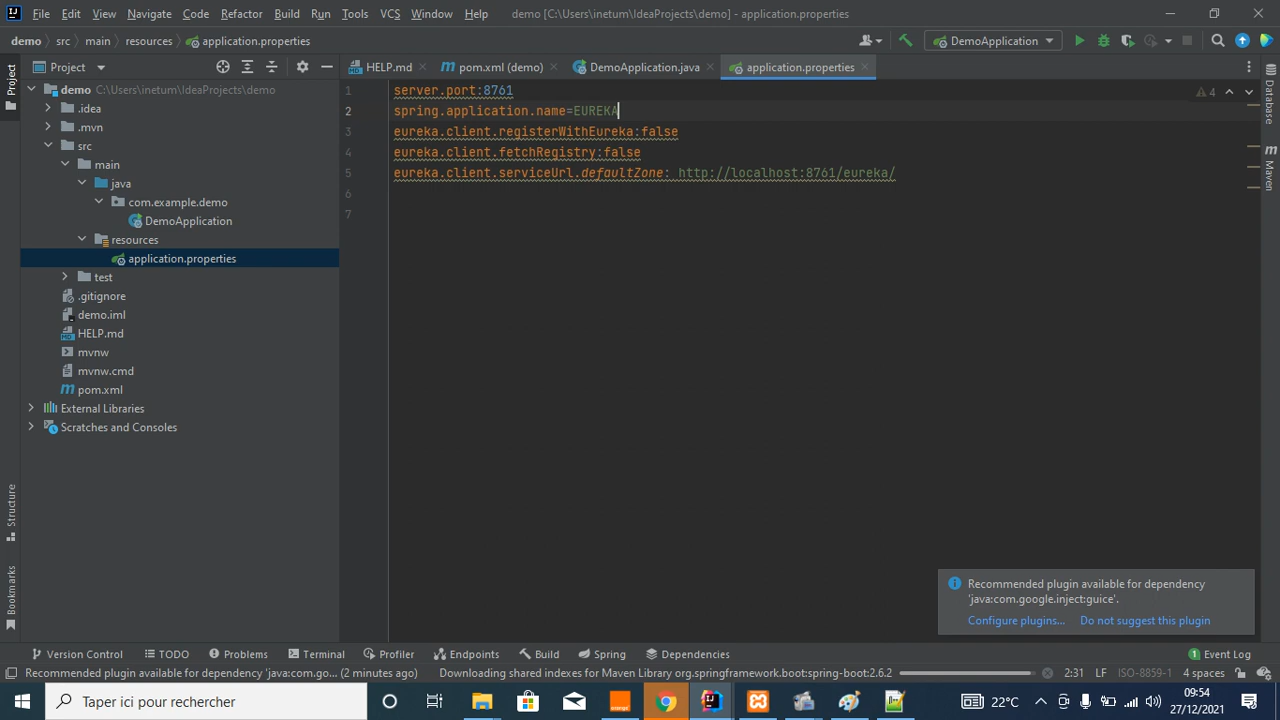 File Edit View Navigate Code Refactor Build Run Tools VCS Window Help demo [C:\Users\inetum\IdeaProjects\demo] - application.properties
demo src main resources application.properties DemoApplication
Project HELP.md pom.xml (demo) DemoApplication.java application.properties
Project
demo C:\Users\inetum\IdeaProjects\demo
.idea
.mvn
src
main
java
com.example.demo
DemoApplication
resources
application.properties
test
.gitignore
demo.iml
HELP.md
mvnw
mvnw.cmd
pom.xml
External Libraries
Scratches and Consoles
1 server.port:8761
2 spring.application.name=EUREKA
3 eureka.client.registerWithEureka:false
4 eureka.client.fetchRegistry:false
5 eureka.client.serviceUrl.defaultZone: http://localhost:8761/eureka/
6
7
4
Database
Maven
Structure
Bookmarks
Recommended plugin available for dependency
'java:com.google.inject:guice'.
Configure plugins... Do not suggest this plugin
Version Control TODO Problems Terminal Profiler Endpoints Build Spring Dependencies 1 Event Log
Recommended plugin available for dependency 'java:com.go... (2 minutes ago) Downloading shared indexes for Maven Library org.springframework.boot:spring-boot:2.6.2 2:31 LF ISO-8859-1 4 spaces
Taper ici pour rechercher 22°C 09:54
27/12/2021